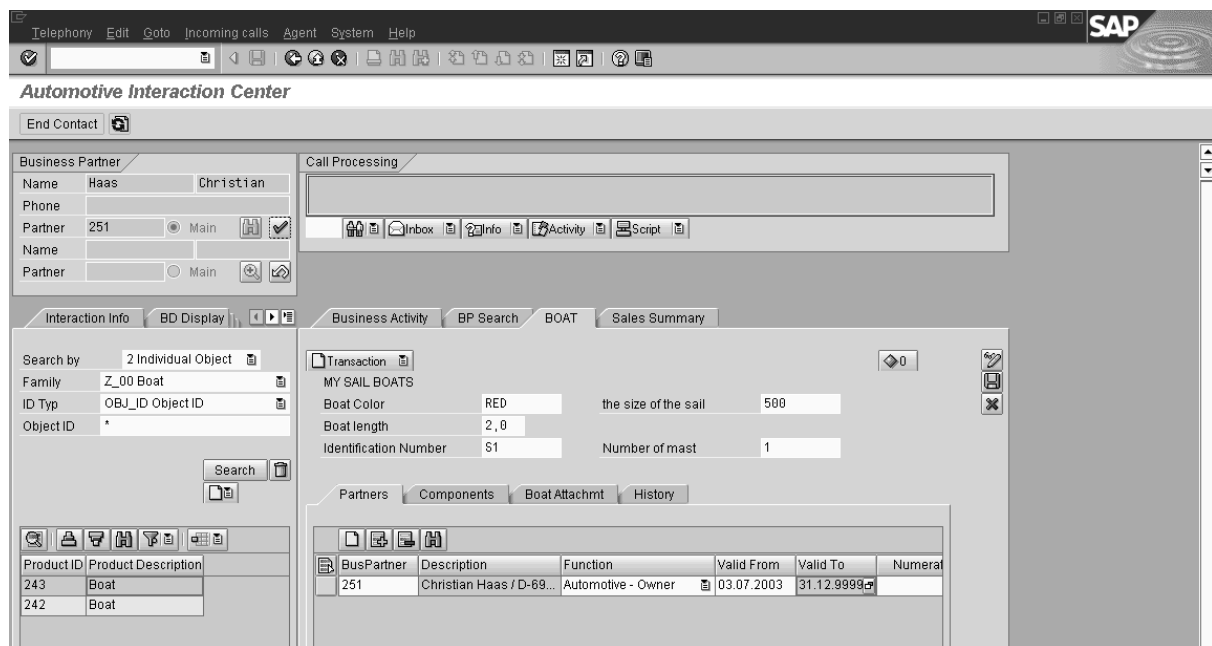 Telephony Edit Goto Incoming calls Agent System Help
SAP
Automotive Interaction Center
End Contact
Business Partner
Name Haas Christian
Phone
Partner 251 Main
Name
Partner Main
Call Processing
Inbox Info Activity Script
Interaction Info BD Display
Search by 2 Individual Object
Family Z_00 Boat
ID Typ OBJ_ID Object ID
Object ID *
Search
Product ID Product Description
243 Boat
242 Boat
Business Activity BP Search BOAT Sales Summary
Transaction 0
MY SAIL BOATS
Boat Color RED the size of the sail 500
Boat length 2,0
Identification Number S1 Number of mast 1
Partners Components Boat Attachmt History
BusPartner Description Function Valid From Valid To Numerat
251 Christian Haas / D-69... Automotive - Owner 03.07.2003 31.12.9999